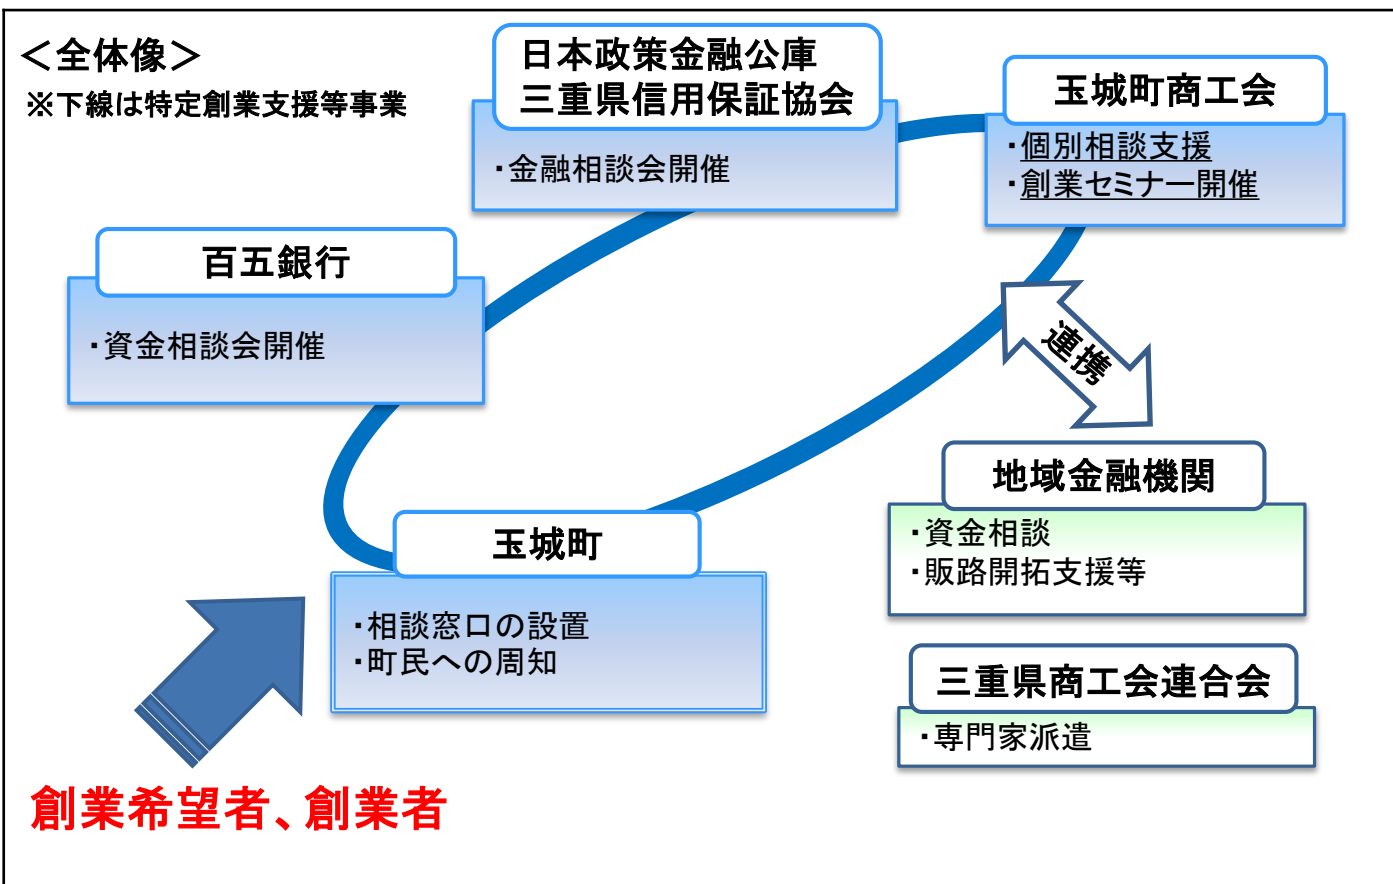 ＜全体像＞
※下線は特定創業支援等事業
日本政策金融公庫
三重県信用保証協会
・金融相談会開催
玉城町商工会
・個別相談支援
・創業セミナー開催
百五銀行
・資金相談会開催
連携
地域金融機関
・資金相談
・販路開拓支援等
玉城町
・相談窓口の設置
・町民への周知
三重県商工会連合会
・専門家派遣
創業希望者、創業者